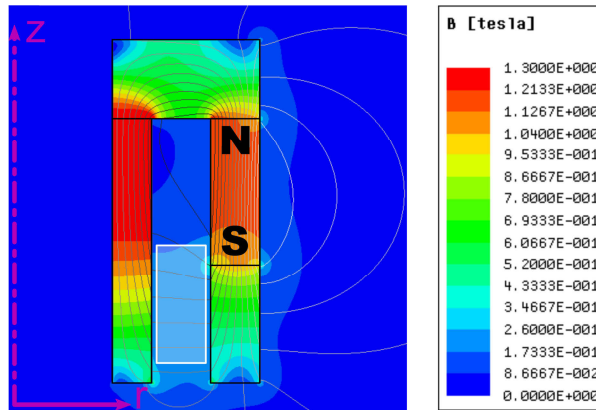 Z
N
S
r
B [tesla]
1.3000E+000
1.2133E+000
1.1267E+000
1.0400E+000
9.5333E-001
8.6667E-001
7.8000E-001
6.9333E-001
6.0667E-001
5.2000E-001
4.3333E-001
3.4667E-001
2.6000E-001
1.7333E-001
8.6667E-002
0.0000E+000